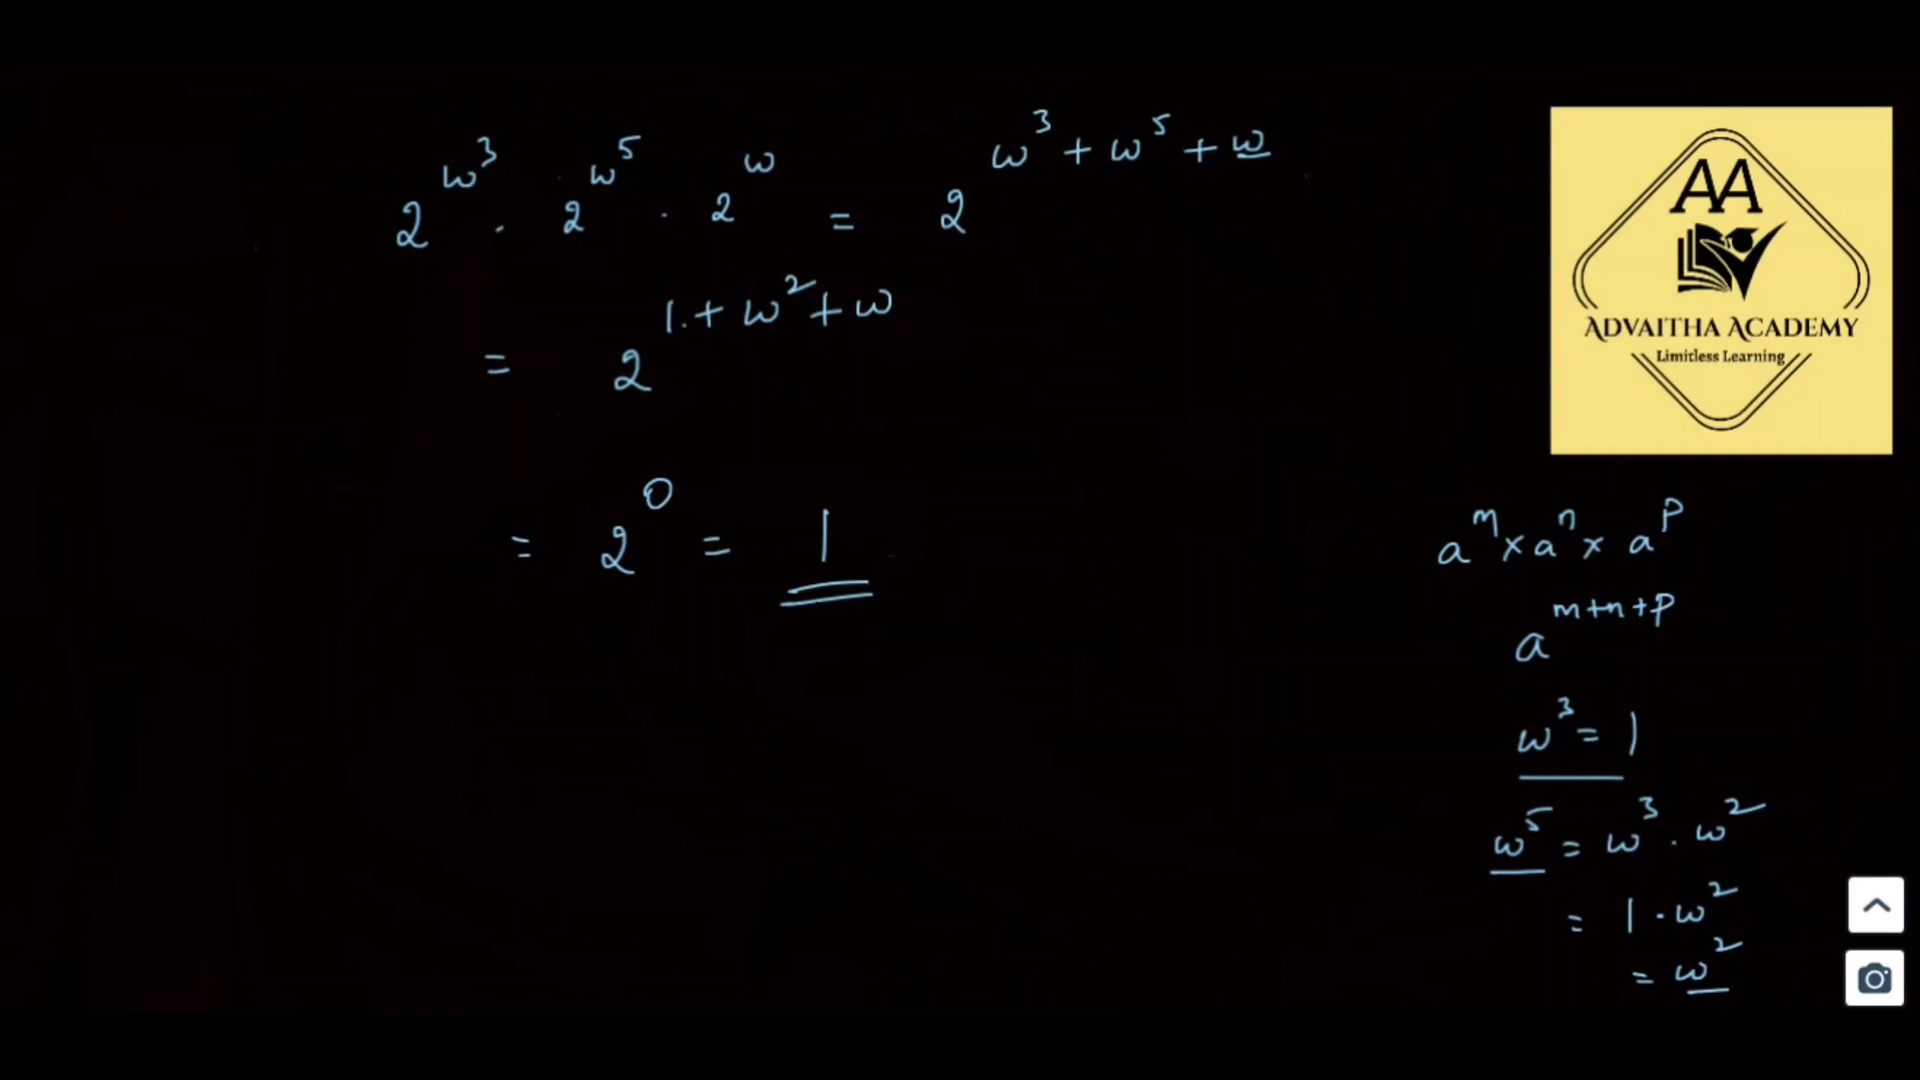 2^{ω^3} . 2^{ω^5} . 2^ω = 2^{ω^3 + ω^5 + ω}
= 2^{1.+ ω^2 + ω}
= 2^0 = 1
AA
ADVAITHA ACADEMY
Limitless Learning
a^m × a^n × a^p
a^{m+n+p}
ω^3 = 1
ω^5 = ω^3 . ω^2
= 1 . ω^2
= ω^2